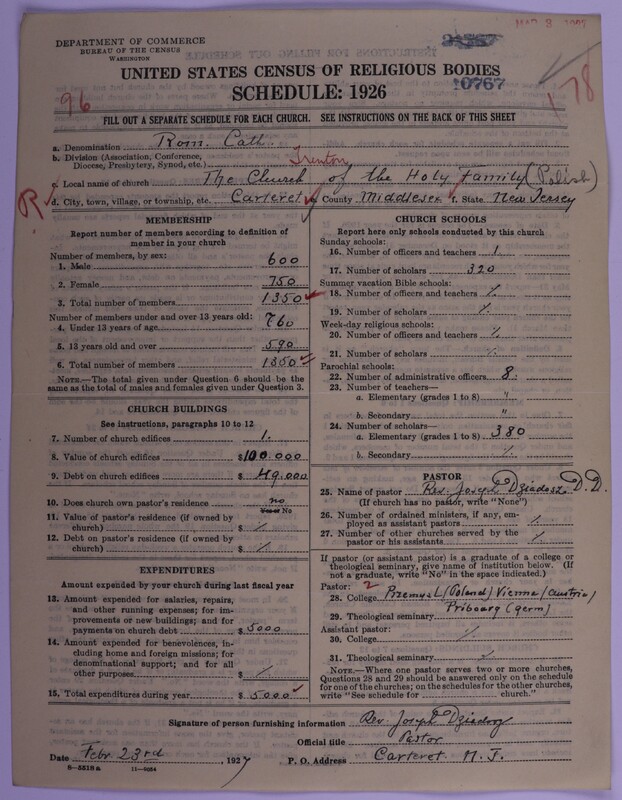 MAR 3 1927
DEPARTMENT OF COMMERCE
BUREAU OF THE CENSUS
WASHINGTON
UNITED STATES CENSUS OF RELIGIOUS BODIES
SCHEDULE: 1926
10767
96
178
FILL OUT A SEPARATE SCHEDULE FOR EACH CHURCH. SEE INSTRUCTIONS ON THE BACK OF THIS SHEET
a. Denomination Rom. Cath.
b. Division (Association, Conference,
Diocese, Presbytery, Synod, etc.) Trenton
c. Local name of church The Church of the Holy Family (Polish)
R
d. City, town, village, or township, etc. Carteret e. County Middlesex f. State New Jersey
MEMBERSHIP
Report number of members according to definition of
member in your church
Number of members, by sex:
1. Male 600
2. Female 750
3. Total number of members 1350
Number of members under and over 13 years old:
4. Under 13 years of age 760
5. 13 years old and over 590
6. Total number of members 1350
NOTE.—The total given under Question 6 should be the
same as the total of males and females given under Question 3.
CHURCH BUILDINGS
See instructions, paragraphs 10 to 12
7. Number of church edifices 1.
8. Value of church edifices $100.000
9. Debt on church edifices $49.000
10. Does church own pastor's residence no
Yes or No
11. Value of pastor's residence (if owned by
church) $ /.
12. Debt on pastor's residence (if owned by
church) $ /.
EXPENDITURES
Amount expended by your church during last fiscal year
13. Amount expended for salaries, repairs,
and other running expenses; for im-
provements or new buildings; and for
payments on church debt $5000
14. Amount expended for benevolences, in-
cluding home and foreign missions; for
denominational support; and for all
other purposes $ /.
15. Total expenditures during year $5000
CHURCH SCHOOLS
Report here only schools conducted by this church
Sunday schools:
16. Number of officers and teachers 1.
17. Number of scholars 320
Summer vacation Bible schools:
18. Number of officers and teachers /.
19. Number of scholars /.
Week-day religious schools:
20. Number of officers and teachers /.
21. Number of scholars /.
Parochial schools:
22. Number of administrative officers 8.
23. Number of teachers—
a. Elementary (grades 1 to 8) "
b. Secondary "
24. Number of scholars—
a. Elementary (grades 1 to 8) 380
b. Secondary /.
PASTOR
25. Name of pastor Rev. Joseph Dziadosz D.D.
(If church has no pastor, write "None")
26. Number of ordained ministers, if any, em-
ployed as assistant pastors /.
27. Number of other churches served by the
pastor or his assistants /.
If pastor (or assistant pastor) is a graduate of a college or
theological seminary, give name of institution below. (If
not a graduate, write "No" in the space indicated.)
Pastor: 2
28. College Przemysl (Poland) Vienna (Austria)
29. Theological seminary Fribourg (germ)
Assistant pastor:
30. College /.
31. Theological seminary /.
NOTE.—Where one pastor serves two or more churches,
Questions 28 and 29 should be answered only on the schedule
for one of the churches; on the schedules for the other churches,
write "See schedule for church."
Signature of person furnishing information Rev. Joseph Dziadosz
Official title Pastor
Date Febr 23rd, 1927 P. O. Address Carteret N. J.
8-3318a 11-9054